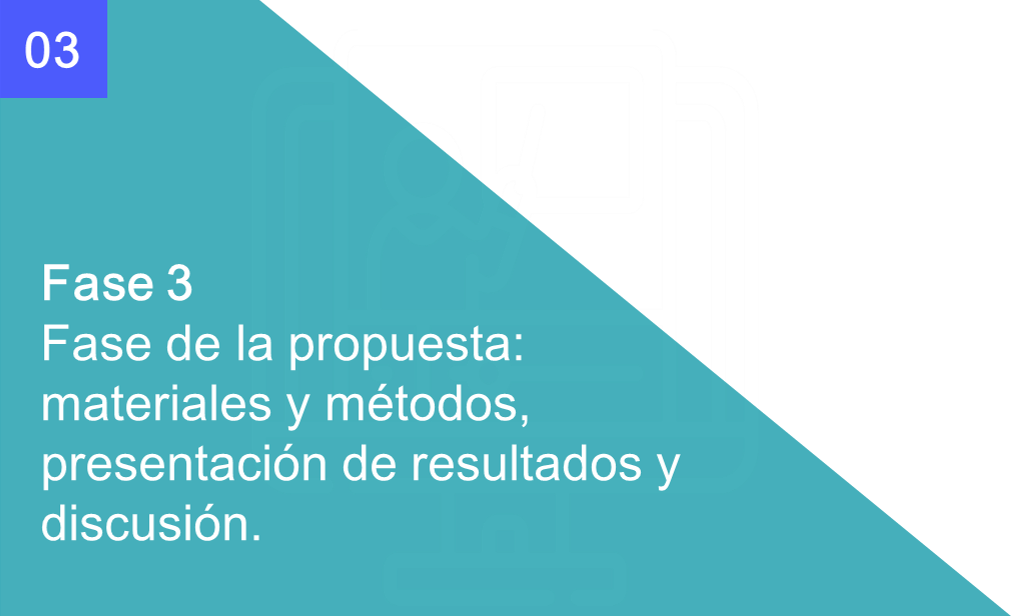 03
Fase 3
Fase de la propuesta:
materiales y métodos,
presentación de resultados y
discusión.